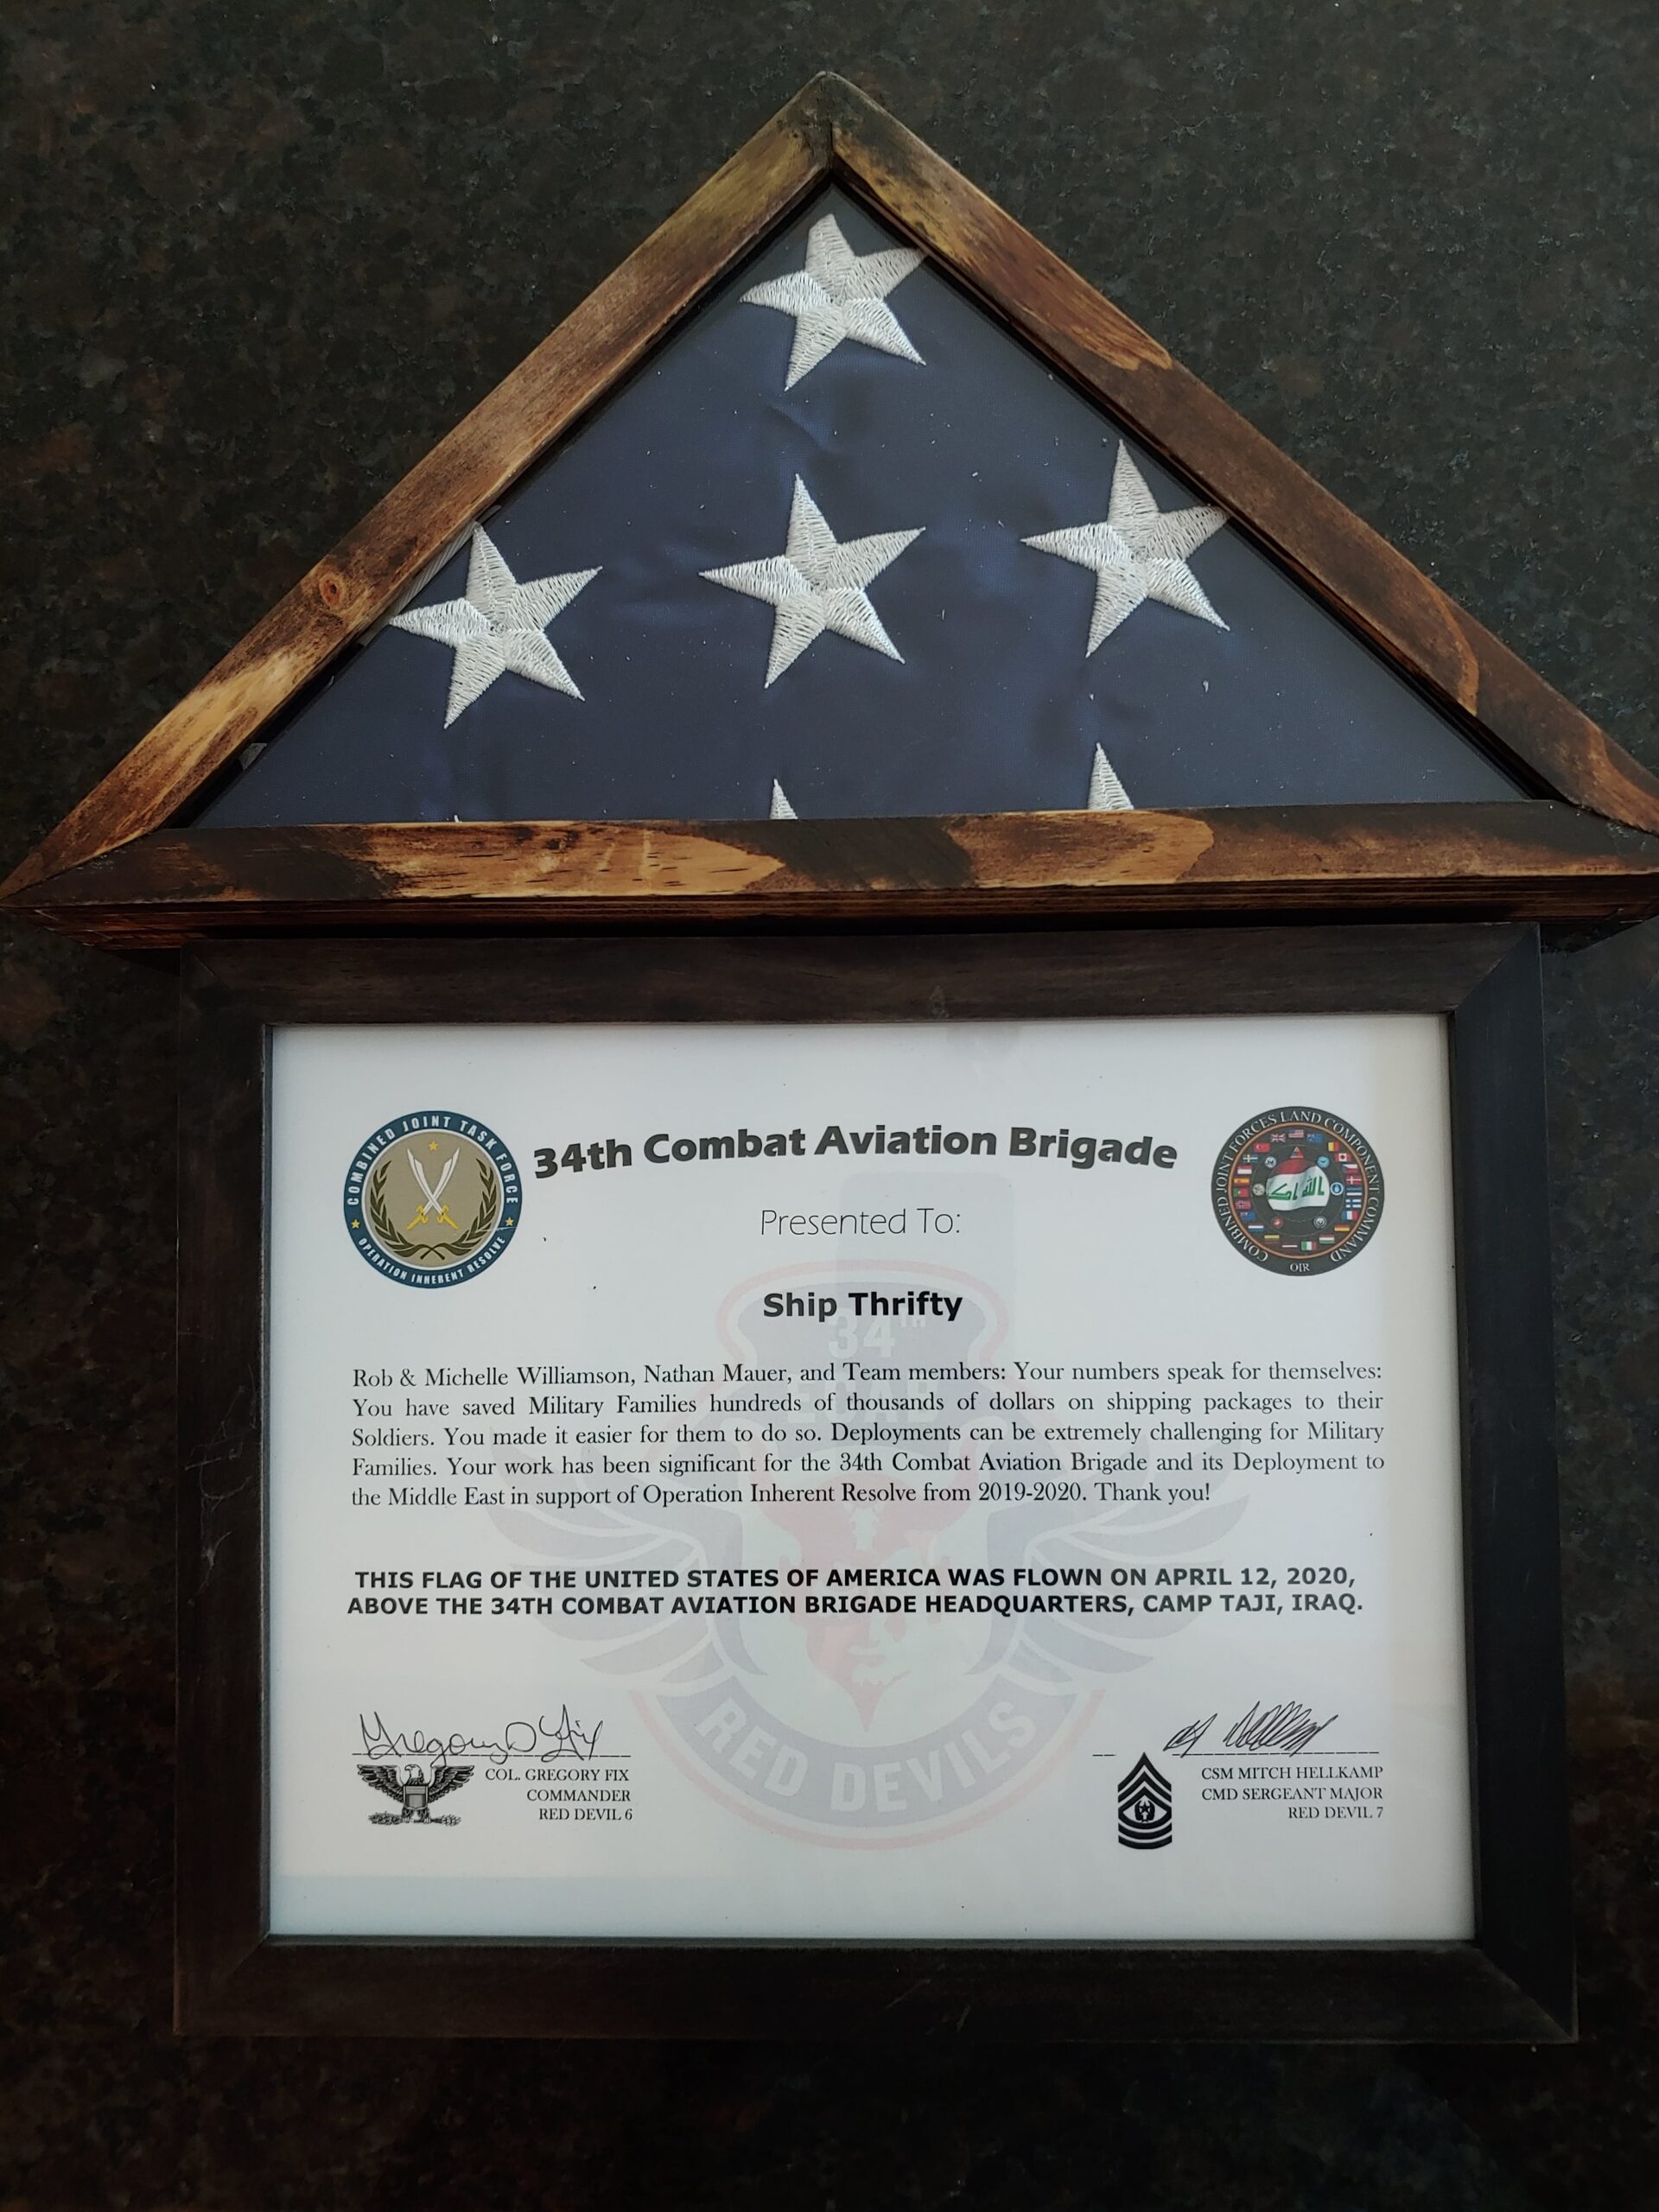 COMBINED JOINT TASK FORCE
OPERATION INHERENT RESOLVE
34th Combat Aviation Brigade
COMBINED JOINT FORCES LAND COMPONENT COMMAND
OIR
Presented To:
Ship Thrifty
34TH
ECAB
Rob & Michelle Williamson, Nathan Mauer, and Team members: Your numbers speak for themselves:
You have saved Military Families hundreds of thousands of dollars on shipping packages to their
Soldiers. You made it easier for them to do so. Deployments can be extremely challenging for Military
Families. Your work has been significant for the 34th Combat Aviation Brigade and its Deployment to
the Middle East in support of Operation Inherent Resolve from 2019-2020. Thank you!
THIS FLAG OF THE UNITED STATES OF AMERICA WAS FLOWN ON APRIL 12, 2020,
ABOVE THE 34TH COMBAT AVIATION BRIGADE HEADQUARTERS, CAMP TAJI, IRAQ.
RED DEVILS
Gregory D Fix
COL. GREGORY FIX
COMMANDER
RED DEVIL 6
CSM MITCH HELLKAMP
CMD SERGEANT MAJOR
RED DEVIL 7